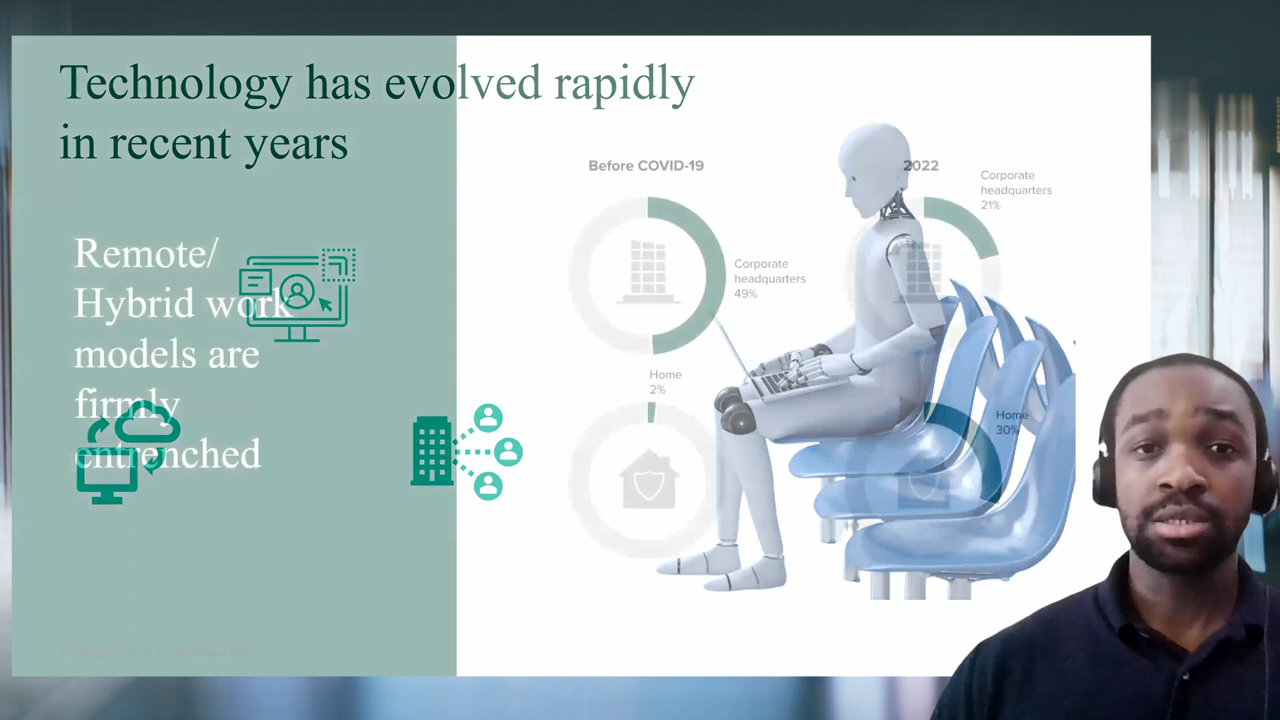 Technology has evolved rapidly
in recent years
Remote/
Hybrid work
models are
firmly
entrenched
Before COVID-19
Corporate
headquarters
49%
Home
2%
2022
Corporate
headquarters
21%
Home
30%